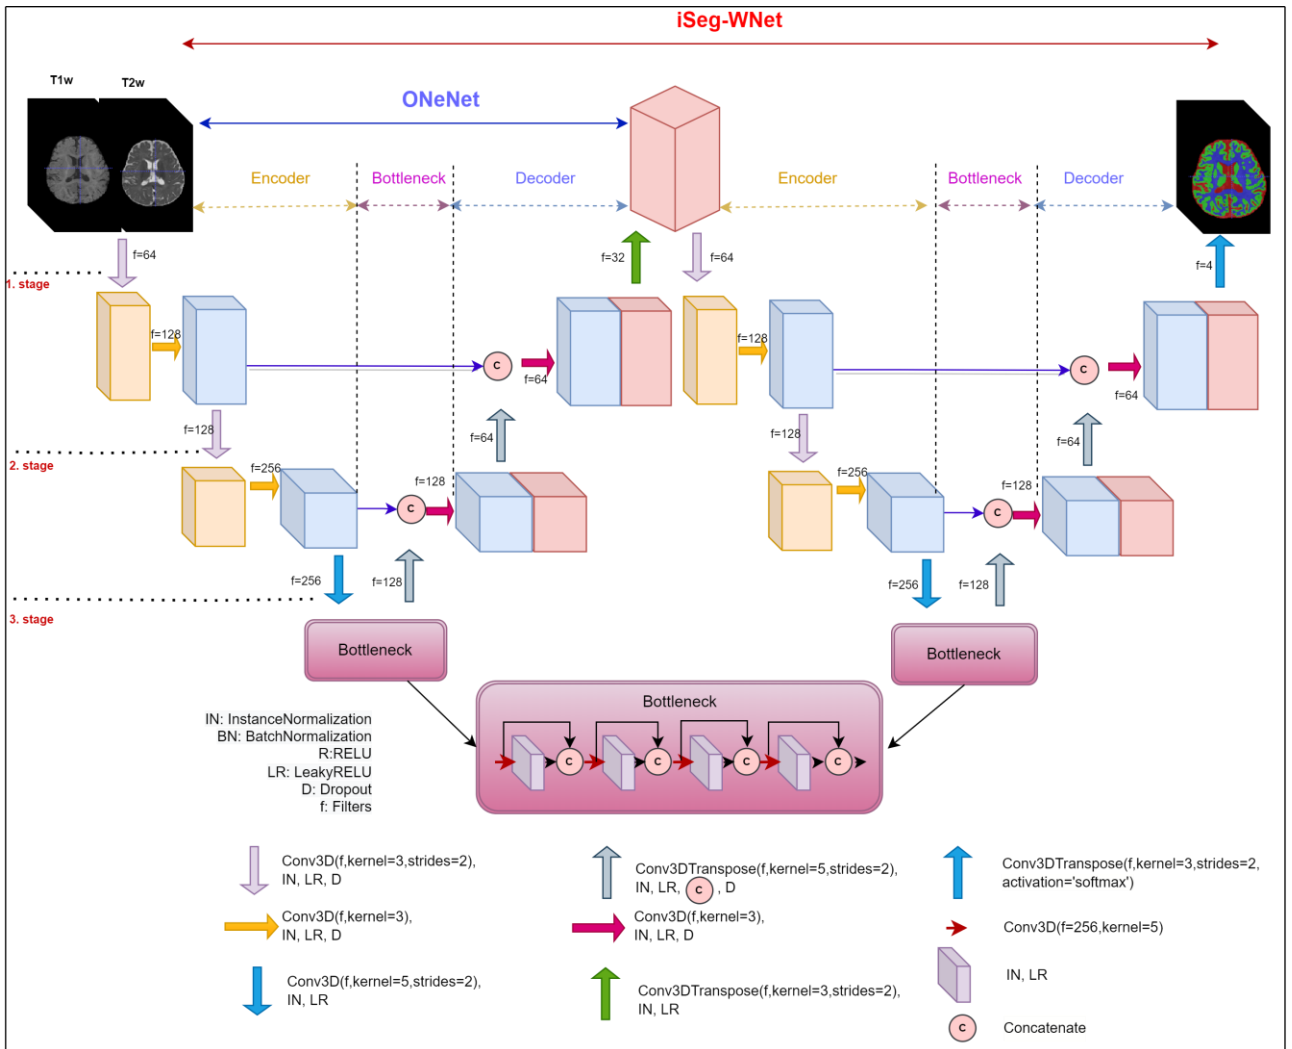 iSeg-WNet
T1w
T2w
ONeNet
Encoder
Bottleneck
Decoder
Encoder
Bottleneck
Decoder
f=64
f=32
f=64
f=4
1. stage
f=128
f=128
C
f=64
C
f=64
f=128
f=64
f=128
f=64
2. stage
f=256
f=128
f=256
f=128
C
C
f=256
f=128
f=256
f=128
3. stage
Bottleneck
Bottleneck
Bottleneck
C
C
C
C
IN: InstanceNormalization
BN: BatchNormalization
R:RELU
LR: LeakyRELU
D: Dropout
f: Filters
Conv3D(f,kernel=3,strides=2),
IN, LR, D
Conv3DTranspose(f,kernel=5,strides=2),
IN, LR, C , D
Conv3DTranspose(f,kernel=3,strides=2,
activation='softmax')
Conv3D(f,kernel=3),
IN, LR, D
Conv3D(f,kernel=3),
IN, LR, D
Conv3D(f=256,kernel=5)
Conv3D(f,kernel=5,strides=2),
IN, LR
Conv3DTranspose(f,kernel=3,strides=2),
IN, LR
IN, LR
C
Concatenate